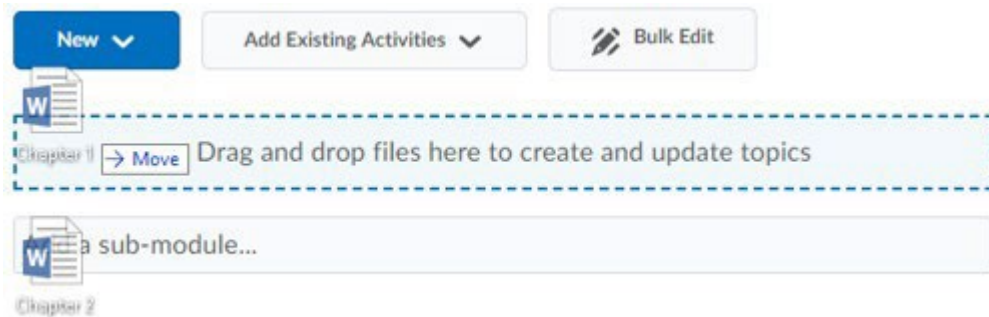 New
Add Existing Activities
Bulk Edit
W
Chapter 1
→ Move
Drag and drop files here to create and update topics
W
a sub-module...
Chapter 2